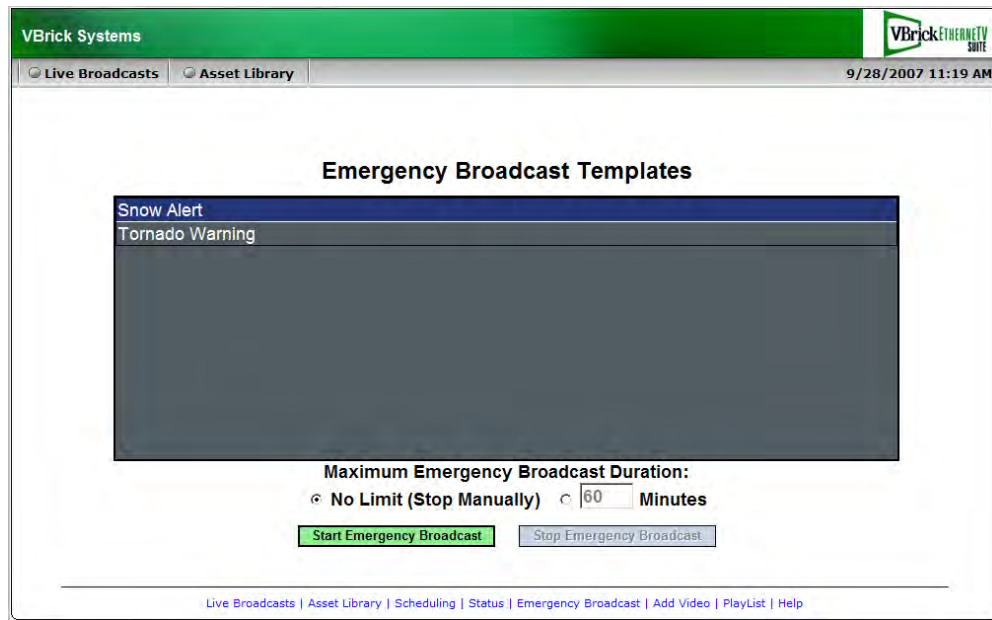 VBrick Systems
VBrick ETHERNETV
SUITE
Live Broadcasts Asset Library 9/28/2007 11:19 AM
Emergency Broadcast Templates
Snow Alert
Tornado Warning
Maximum Emergency Broadcast Duration:
No Limit (Stop Manually) 60 Minutes
Start Emergency Broadcast Stop Emergency Broadcast
Live Broadcasts | Asset Library | Scheduling | Status | Emergency Broadcast | Add Video | PlayList | Help